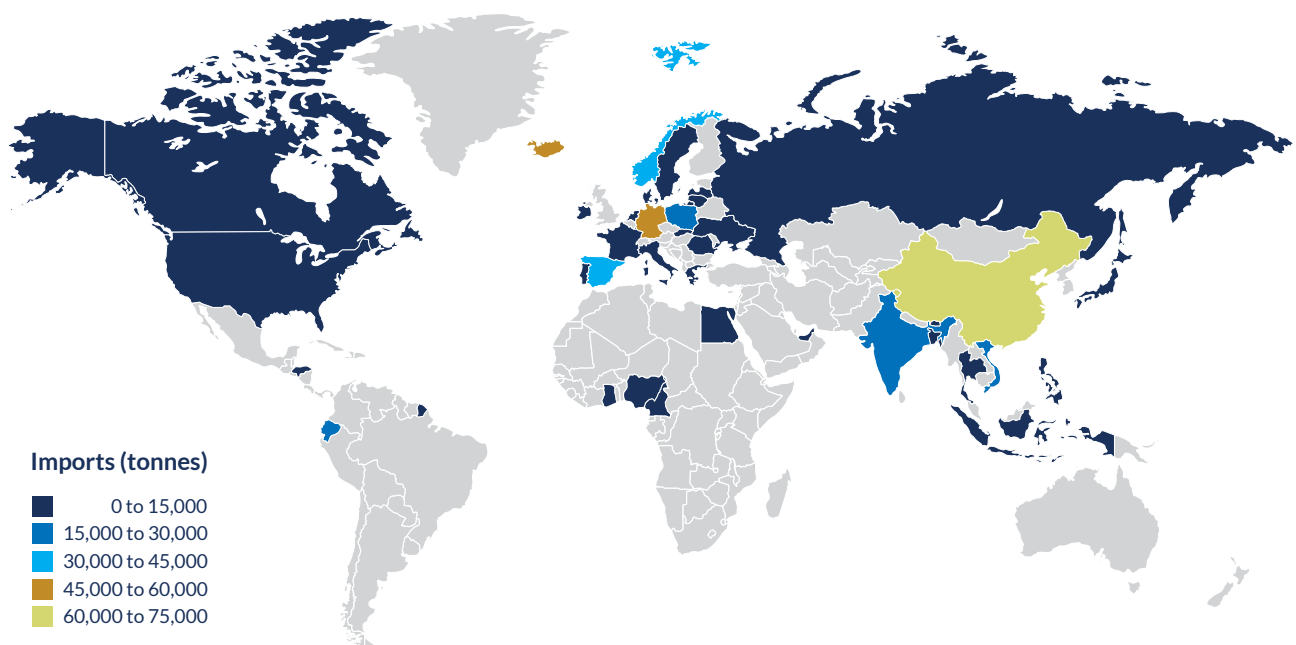 Imports (tonnes)
0 to 15,000
15,000 to 30,000
30,000 to 45,000
45,000 to 60,000
60,000 to 75,000